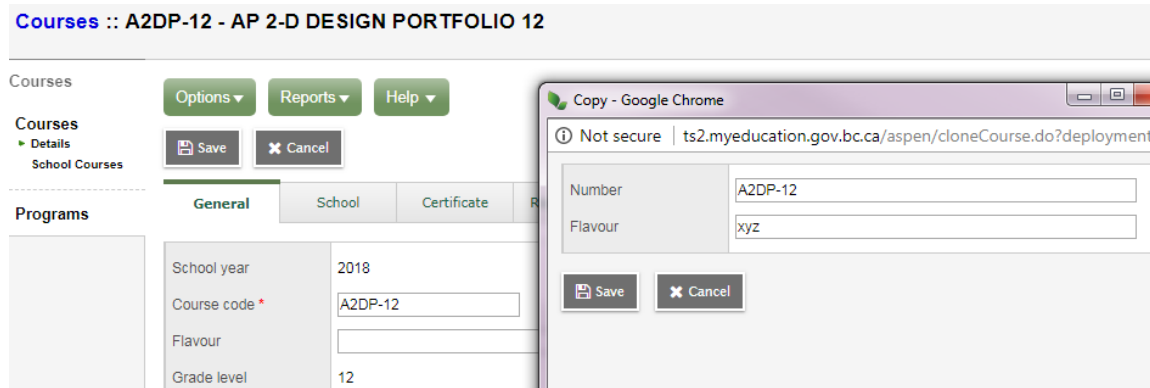 Courses :: A2DP-12 - AP 2-D DESIGN PORTFOLIO 12
Courses
Courses
Details
School Courses
Programs
Options Reports Help
Save Cancel
General School Certificate R
School year 2018
Course code * A2DP-12
Flavour
Grade level 12
Copy - Google Chrome
Not secure | ts2.myeducation.gov.bc.ca/aspen/cloneCourse.do?deployment
Number A2DP-12
Flavour xyz
Save Cancel